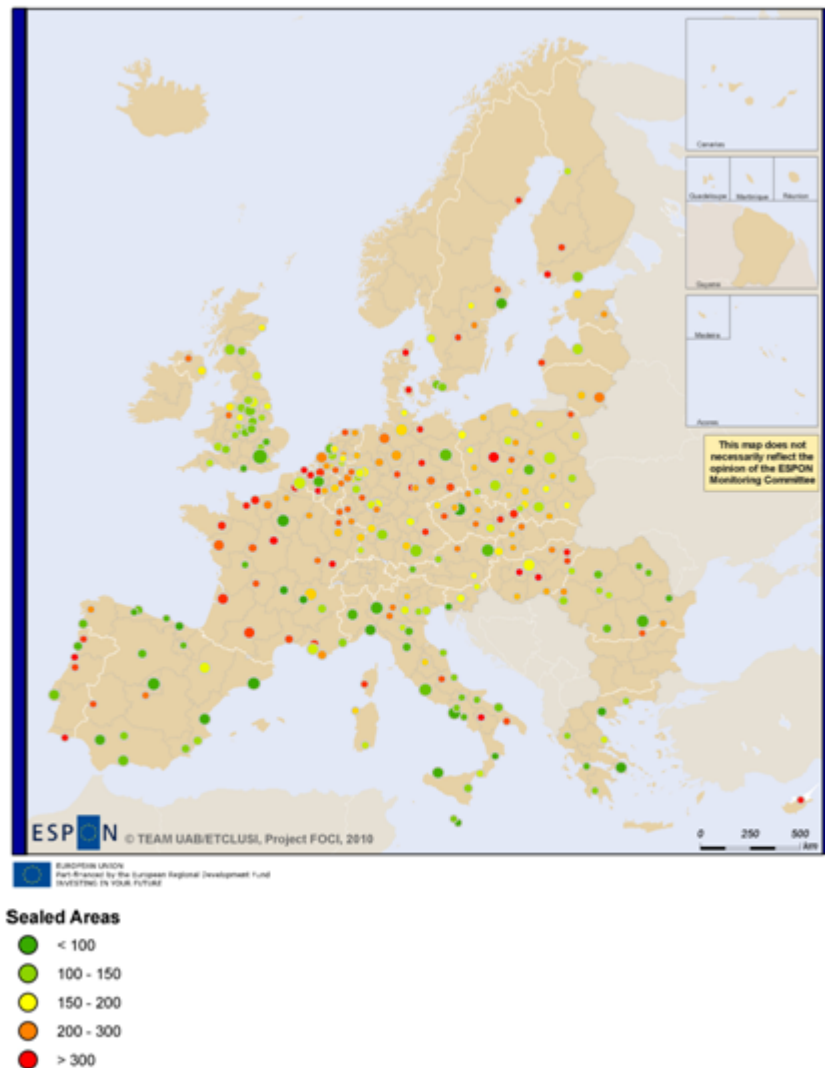 Canaries
Guadeloupe
Martinique
Réunion
Guyane
Madeira
Acores
This map does not
necessarily reflect the
opinion of the ESPON
Monitoring Committee
ESPON
© TEAM UAB/ETCLUSI, Project FOCI, 2010
0 250 500
km
EUROPEAN UNION
Part-financed by the European Regional Development Fund
INVESTING IN YOUR FUTURE
Sealed Areas
< 100
100 - 150
150 - 200
200 - 300
> 300